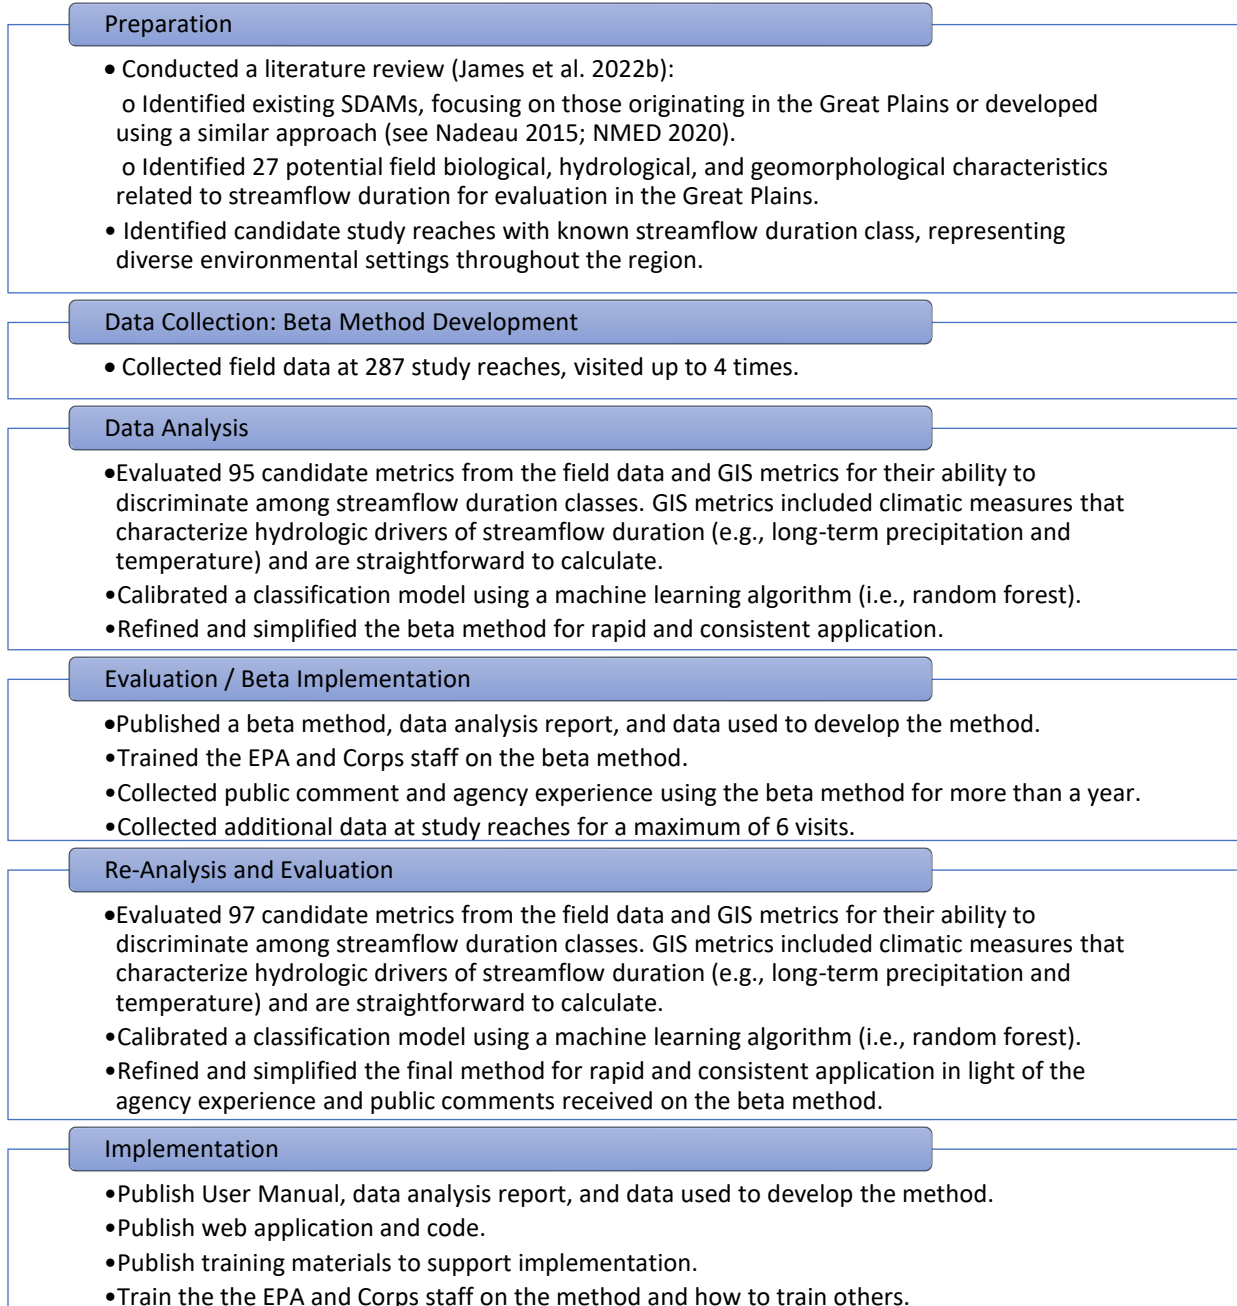 Preparation
• Conducted a literature review (James et al. 2022b):
o Identified existing SDAMs, focusing on those originating in the Great Plains or developed
using a similar approach (see Nadeau 2015; NMED 2020).
o Identified 27 potential field biological, hydrological, and geomorphological characteristics
related to streamflow duration for evaluation in the Great Plains.
• Identified candidate study reaches with known streamflow duration class, representing
diverse environmental settings throughout the region.
Data Collection: Beta Method Development
• Collected field data at 287 study reaches, visited up to 4 times.
Data Analysis
•Evaluated 95 candidate metrics from the field data and GIS metrics for their ability to
discriminate among streamflow duration classes. GIS metrics included climatic measures that
characterize hydrologic drivers of streamflow duration (e.g., long-term precipitation and
temperature) and are straightforward to calculate.
•Calibrated a classification model using a machine learning algorithm (i.e., random forest).
•Refined and simplified the beta method for rapid and consistent application.
Evaluation / Beta Implementation
•Published a beta method, data analysis report, and data used to develop the method.
•Trained the EPA and Corps staff on the beta method.
•Collected public comment and agency experience using the beta method for more than a year.
•Collected additional data at study reaches for a maximum of 6 visits.
Re-Analysis and Evaluation
•Evaluated 97 candidate metrics from the field data and GIS metrics for their ability to
discriminate among streamflow duration classes. GIS metrics included climatic measures that
characterize hydrologic drivers of streamflow duration (e.g., long-term precipitation and
temperature) and are straightforward to calculate.
•Calibrated a classification model using a machine learning algorithm (i.e., random forest).
•Refined and simplified the final method for rapid and consistent application in light of the
agency experience and public comments received on the beta method.
Implementation
•Publish User Manual, data analysis report, and data used to develop the method.
•Publish web application and code.
•Publish training materials to support implementation.
•Train the the EPA and Corps staff on the method and how to train others.